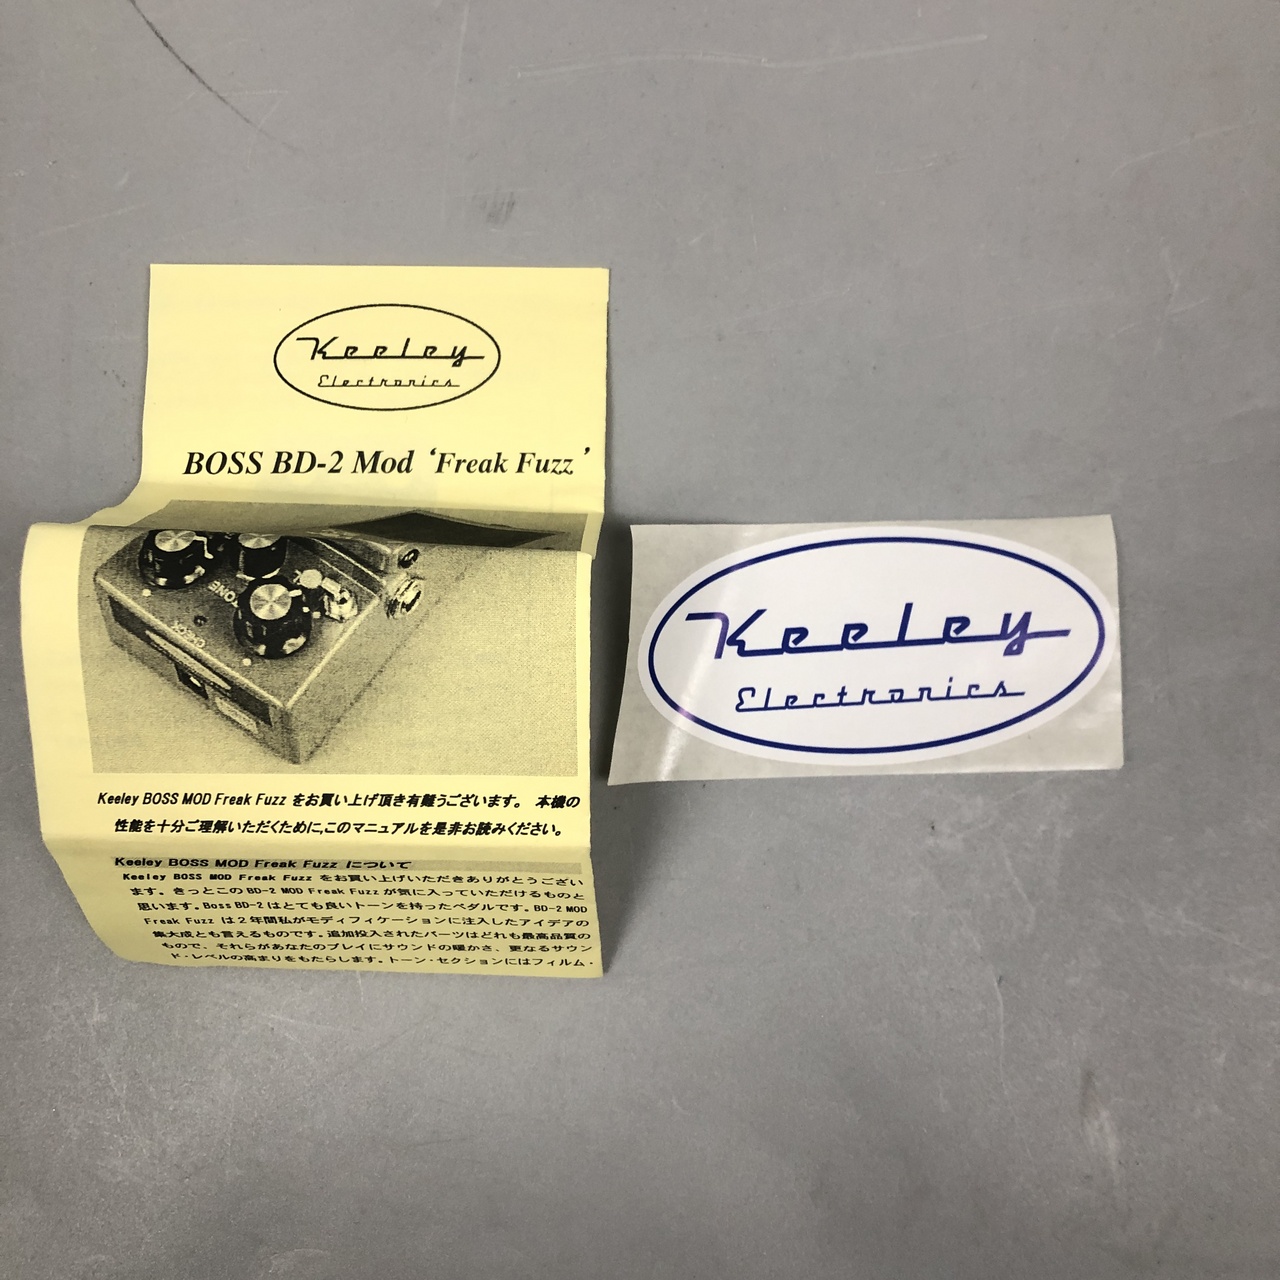 Keeley
Electronics
BOSS BD-2 Mod ‘Freak Fuzz’
TONE
CHECK
Keeley BOSS MOD Freak Fuzz をお買い上げ頂き有難うございます。 本機の
性能を十分ご理解いただくために,このマニュアルを是非お読みください。
Keeley BOSS MOD Freak Fuzz について
Keeley BOSS MOD Freak Fuzz をお買い上げいただきありがとうござい
ます。きっとこの BD-2 MOD Freak Fuzz が気に入っていただけるものと
思います。Boss BD-2 はとても良いトーンを持ったペダルです。BD-2 MOD
Freak Fuzz は２年間私がモディフィケーションに注入したアイデアの
集大成とも言えるものです。追加投入されたパーツはどれも最高品質の
もので、それらがあなたのプレイにサウンドの暖かさ、更なるサウン
ド・レベルの高まりをもたらします。トーン・セクションにはフィルム・
Keeley
Electronics